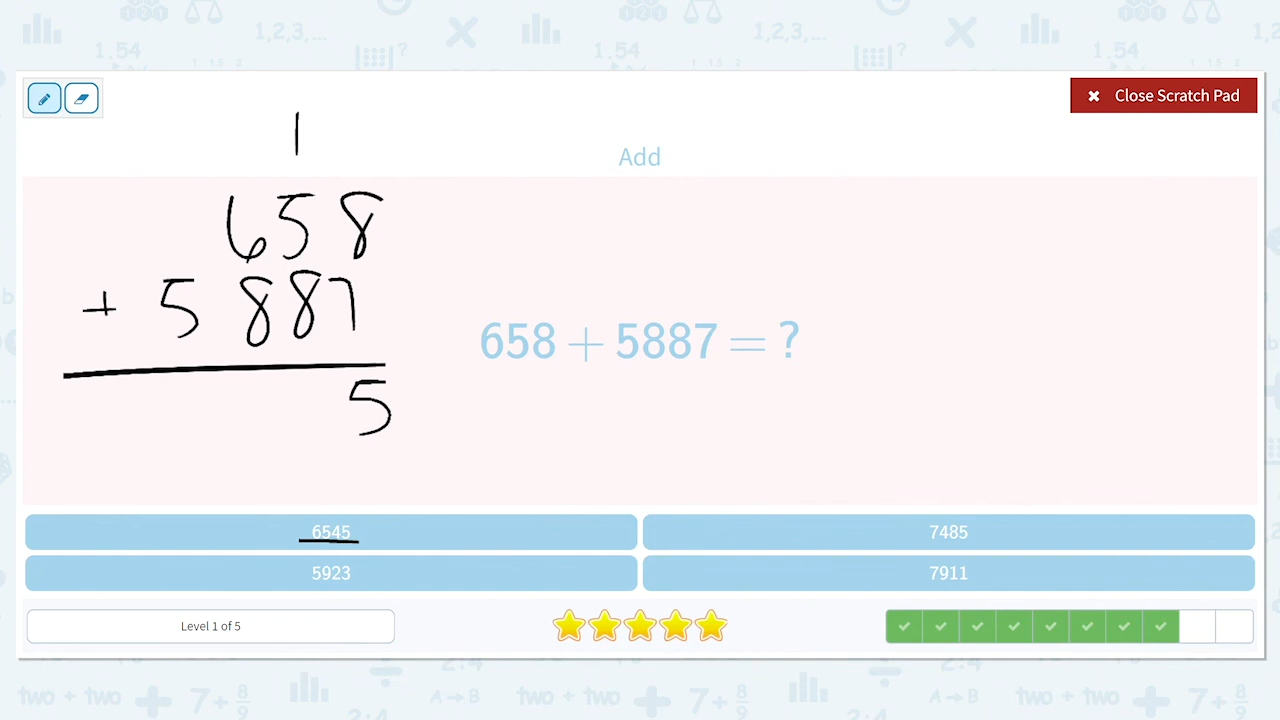 ✖ Close Scratch Pad
Add
1
658
+ 5887
5
658 + 5887 = ?
6545
7485
5923
7911
Level 1 of 5